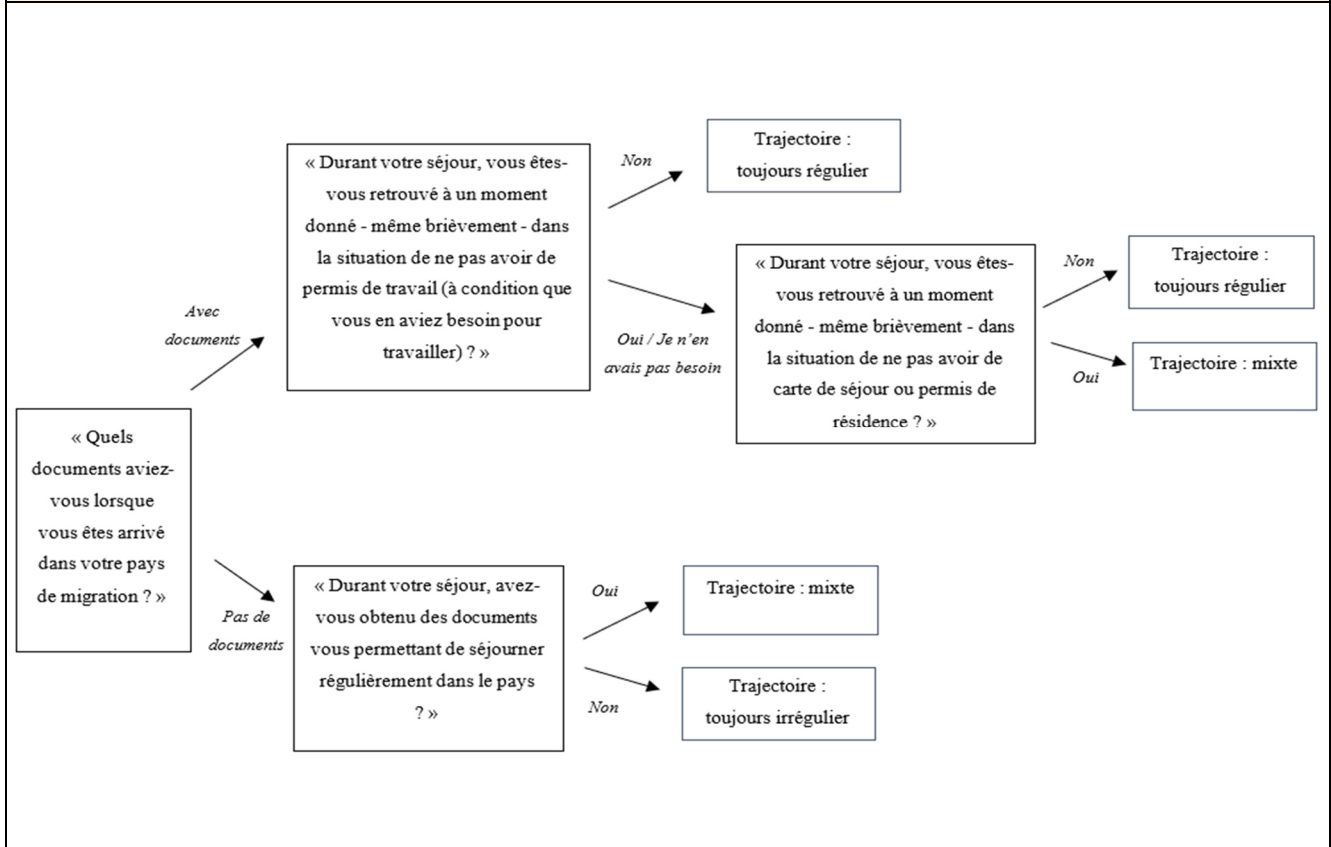 « Quels
documents aviez-
vous lorsque
vous êtes arrivé
dans votre pays
de migration ? »
Avec
documents
« Durant votre séjour, vous êtes-
vous retrouvé à un moment
donné - même brièvement - dans
la situation de ne pas avoir de
permis de travail (à condition que
vous en aviez besoin pour
travailler) ? »
Non
Trajectoire :
toujours régulier
Oui / Je n'en
avais pas besoin
« Durant votre séjour, vous êtes-
vous retrouvé à un moment
donné - même brièvement - dans
la situation de ne pas avoir de
carte de séjour ou permis de
résidence ? »
Non
Trajectoire :
toujours régulier
Oui
Trajectoire : mixte
Pas de
documents
« Durant votre séjour, avez-
vous obtenu des documents
vous permettant de séjourner
régulièrement dans le pays
? »
Oui
Trajectoire : mixte
Non
Trajectoire :
toujours irrégulier